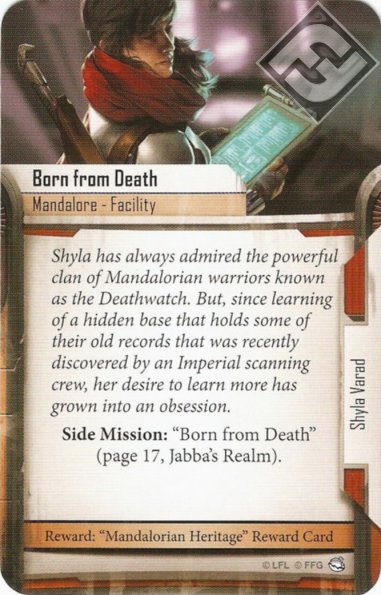 Born from Death
Mandalore - Facility
Shyla has always admired the powerful
clan of Mandalorian warriors known
as the Deathwatch. But, since learning
of a hidden base that holds some of
their old records that was recently
discovered by an Imperial scanning
crew, her desire to learn more has
grown into an obsession.
Side Mission: “Born from Death”
(page 17, Jabba’s Realm).
Shyla Varad
Reward: “Mandalorian Heritage” Reward Card
© LFL © FFG